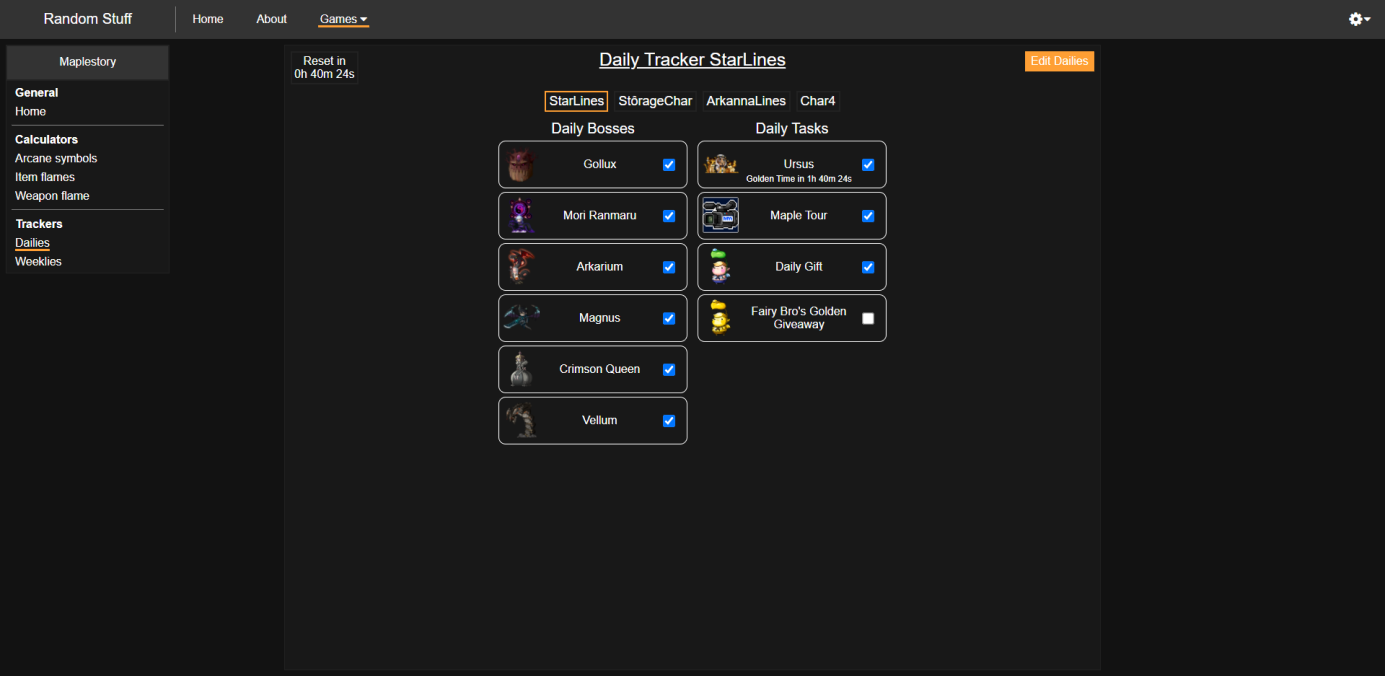 Random Stuff
Home
About
Games
Maplestory
General
Home
Calculators
Arcane symbols
Item flames
Weapon flame
Trackers
Dailies
Weeklies
Reset in
0h 40m 24s
Daily Tracker StarLines
Edit Dailies
StarLines
StōrageChar
ArkannaLines
Char4
Daily Bosses
Gollux
Mori Ranmaru
Arkarium
Magnus
Crimson Queen
Vellum
Daily Tasks
Ursus
Golden Time in 1h 40m 24s
Maple Tour
Daily Gift
Fairy Bro's Golden
Giveaway